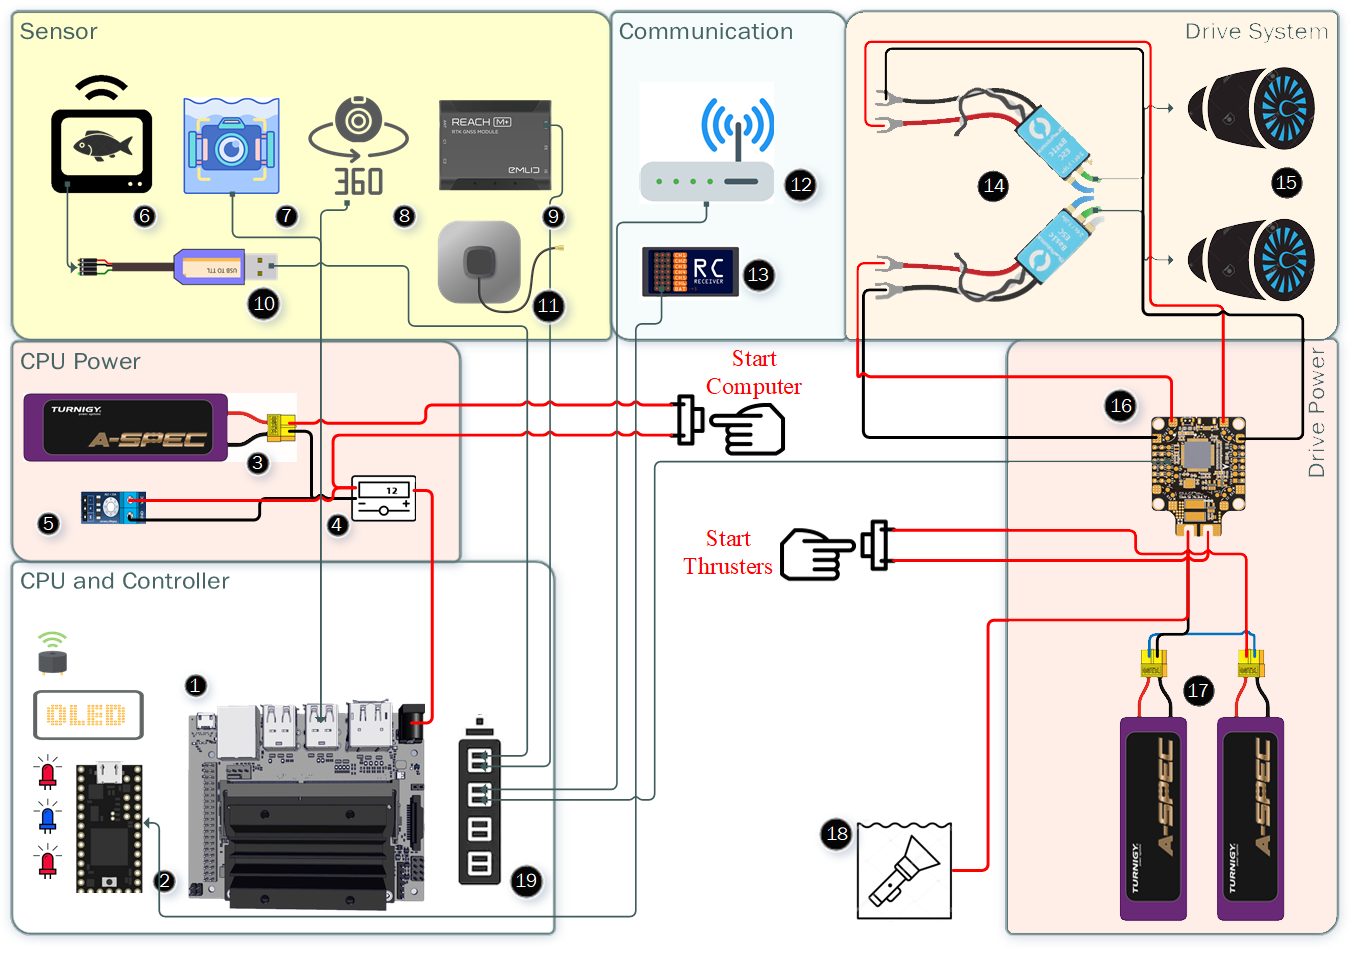 Sensor
Communication
Drive System
REACH M+
RTK GNSS MODULE
EMLID
360
6
7
8
9
12
14
15
USB TO TTL
10
11
RC
RECEIVER
13
CPU Power
TURNIGY
A-SPEC
3
Start
Computer
16
Drive Power
5
4
12
Start
Thrusters
CPU and Controller
OLED
1
2
19
17
18
TURNIGY
A-SPEC
TURNIGY
A-SPEC